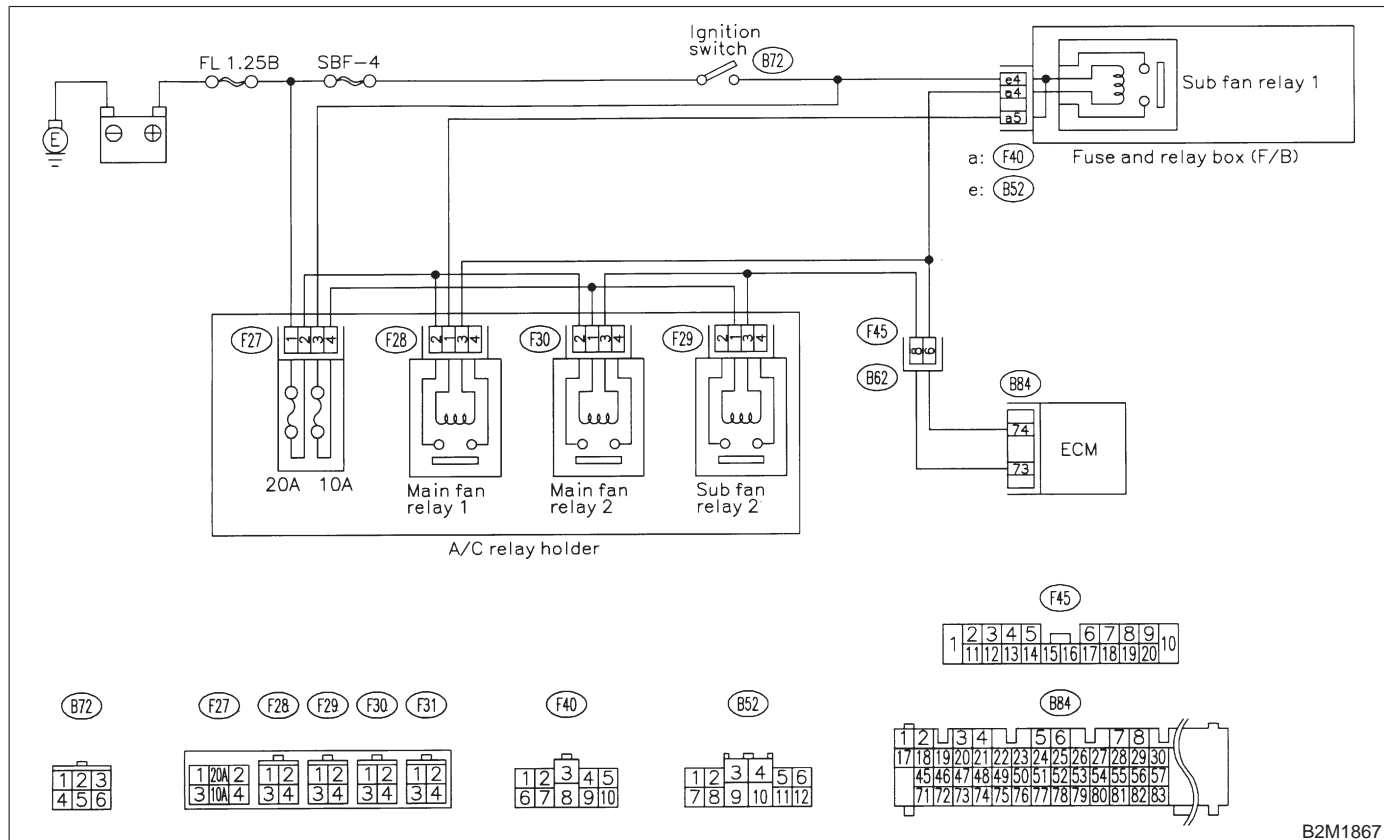 Ignition
switch
B72
FL 1.25B
SBF-4
e4
a4
a5
Sub fan relay 1
E
Fuse and relay box (F/B)
a: F40
e: B52
F27
1 2 3 4
F28
2 1 3 4
F30
2 1 3 4
F29
2 1 3 4
F45
8 6
B62
B84
74
73
ECM
20A 10A
Main fan
relay 1
Main fan
relay 2
Sub fan
relay 2
A/C relay holder
F45
1 2 3 4 5 6 7 8 9 10
11 12 13 14 15 16 17 18 19 20
B72
F27 F28 F29 F30 F31
F40
B52
B84
1 2 3
4 5 6
1 20A 2 1 2 1 2 1 2 1 2
3 10A 4 3 4 3 4 3 4 3 4
1 2 3 4 5
6 7 8 9 10
1 2 3 4 5 6
7 8 9 10 11 12
1 2 3 4 5 6 7 8
17 18 19 20 21 22 23 24 25 26 27 28 29 30
45 46 47 48 49 50 51 52 53 54 55 56 57
71 72 73 74 75 76 77 78 79 80 81 82 83
B2M1867